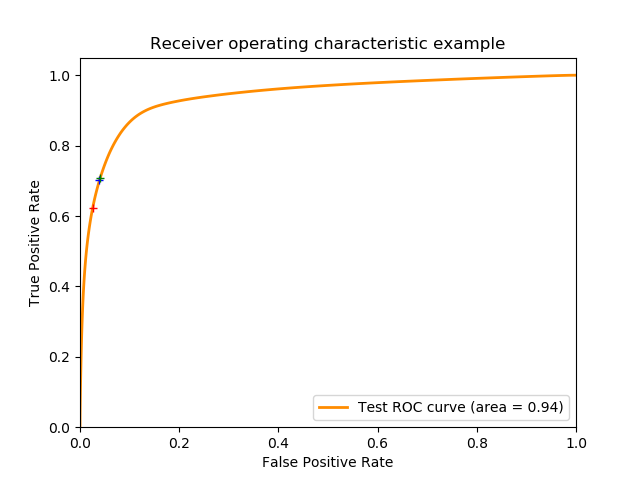 Receiver operating characteristic example
1.0
0.8
0.6
0.4
0.2
0.0
True Positive Rate
Test ROC curve (area = 0.94)
0.0 0.2 0.4 0.6 0.8 1.0
False Positive Rate